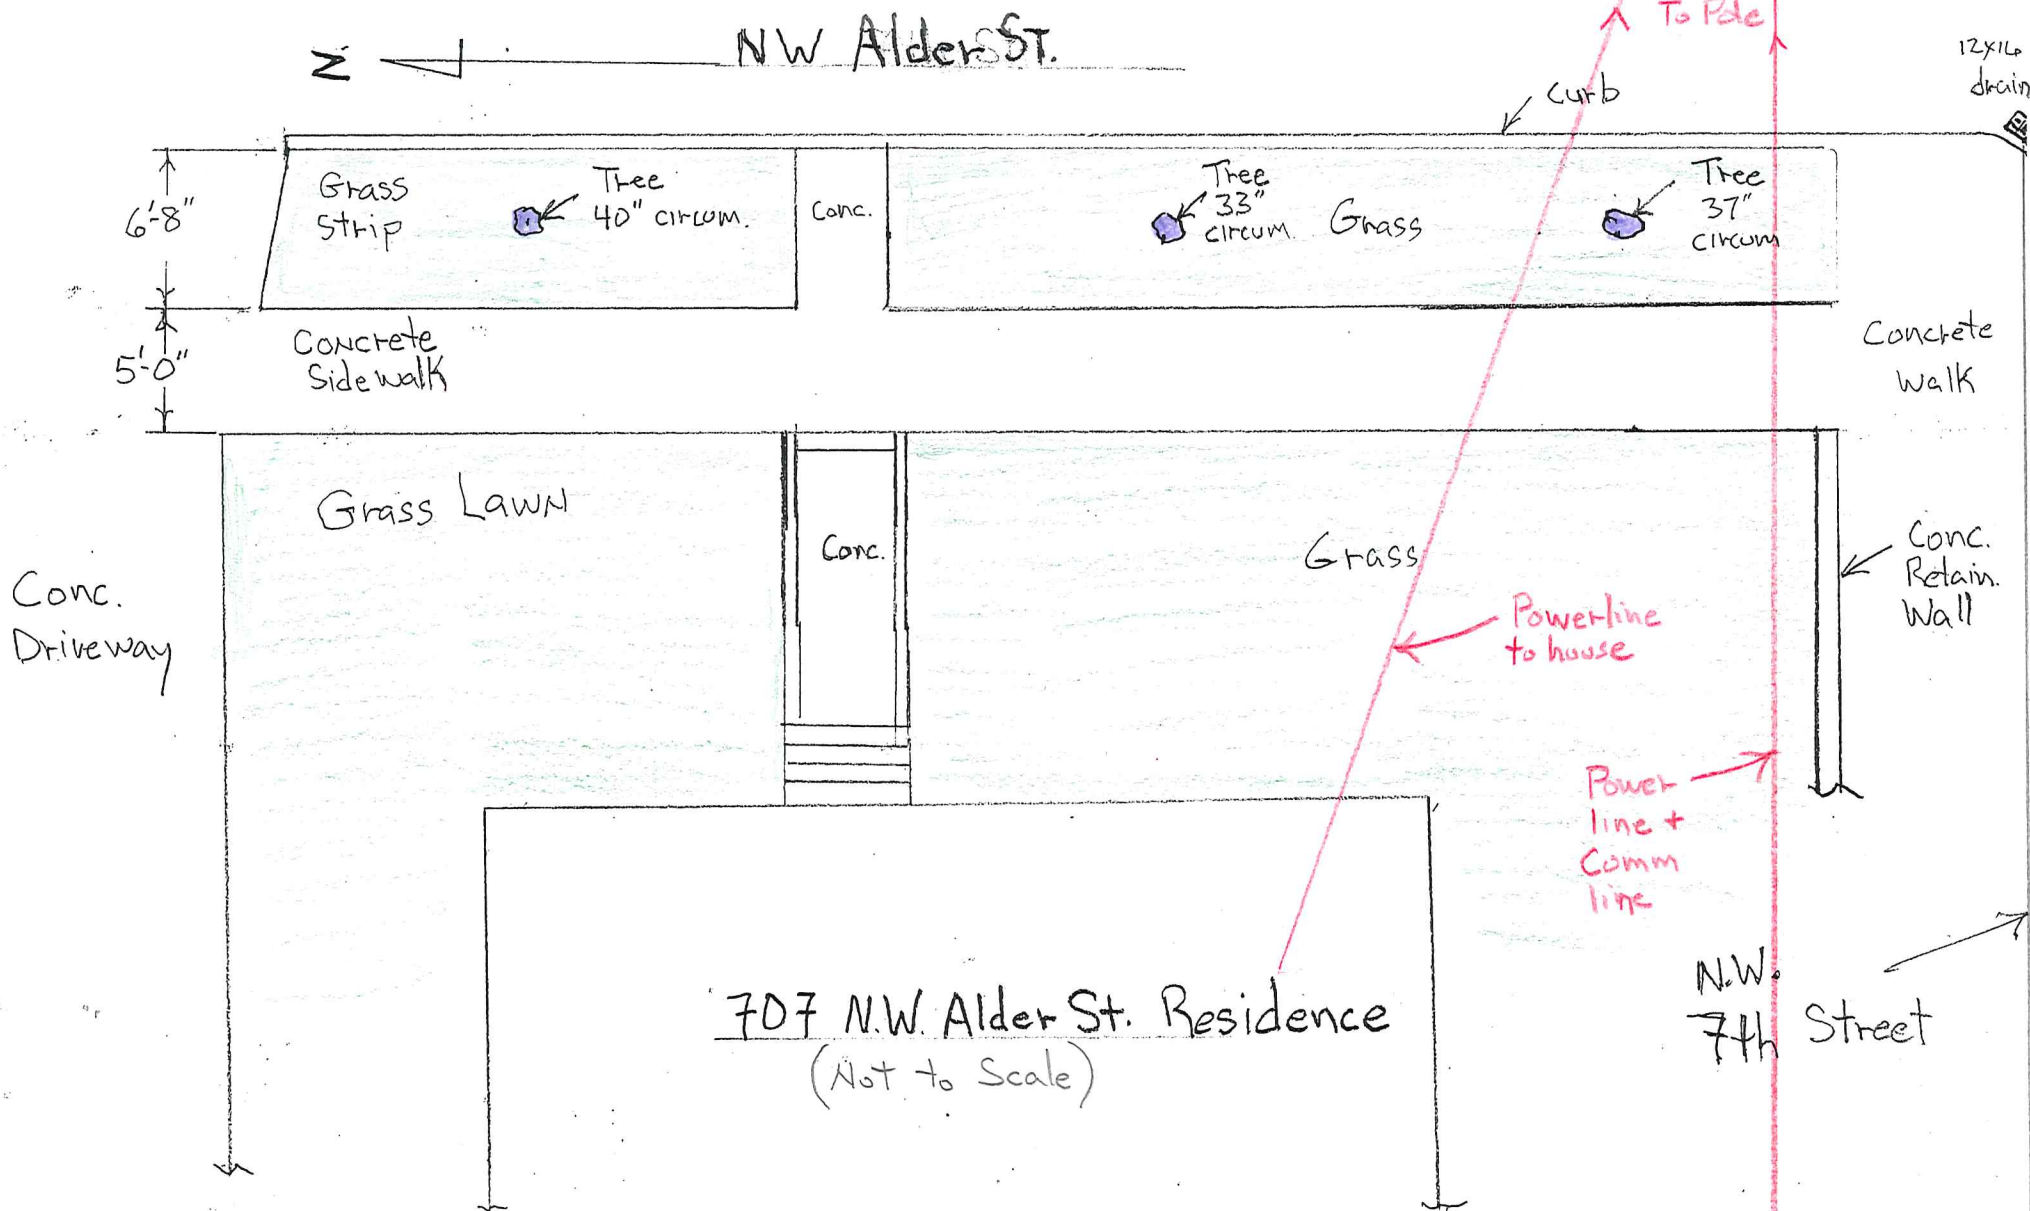 To Pole
NW Alder ST.
N
12x16
drain
curb
Grass
Strip
Tree
40" circum.
Conc.
Tree
33"
circum.
Grass
Tree
37"
circum
6'-8"
5'-0"
Concrete
Sidewalk
Concrete
Walk
Grass Lawn
Conc.
Grass
Conc.
Retain.
Wall
Conc.
Driveway
Powerline
to house
Power
line +
Comm
line
707 N.W. Alder St. Residence
(Not to Scale)
N.W.
7th Street